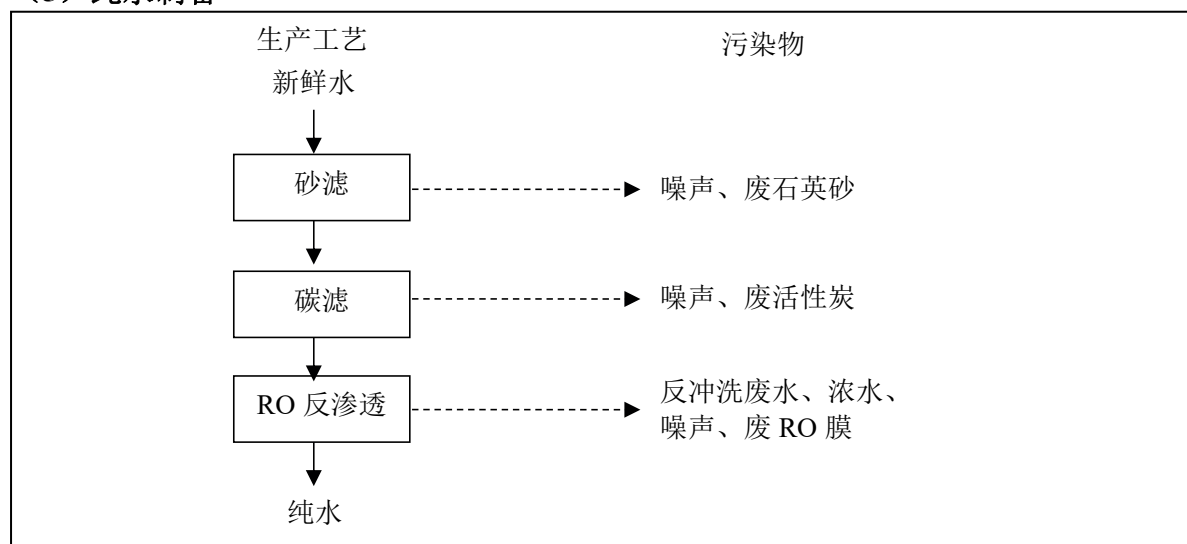 生产工艺
污染物
新鲜水
砂滤
噪声、废石英砂
碳滤
噪声、废活性炭
RO 反渗透
反冲洗废水、浓水、
噪声、废 RO 膜
纯水